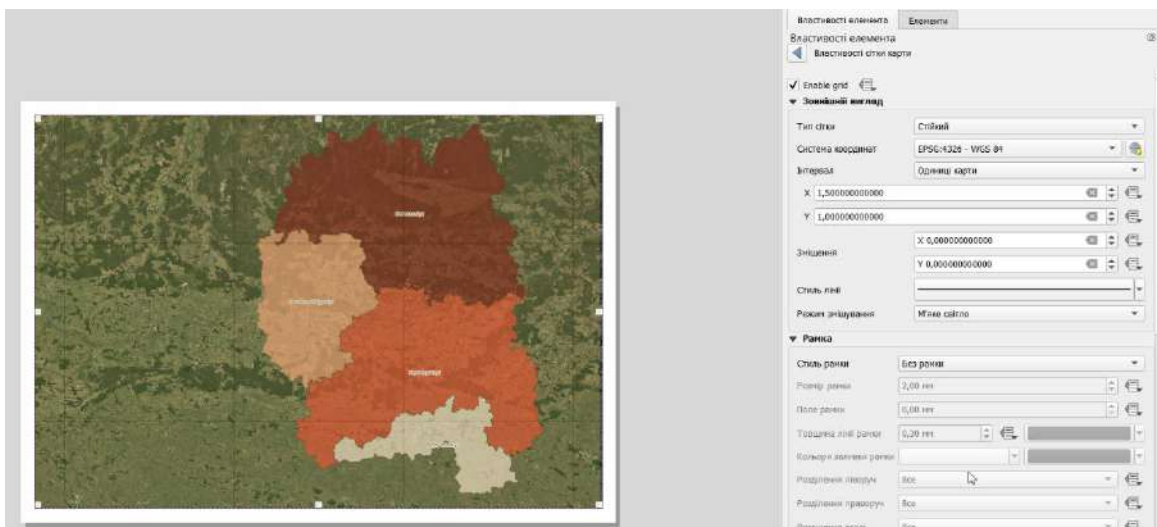 Властивості елемента Елементи
Властивості елемента
Властивості сітки карти
Enable grid
Зовнішній вигляд
Тип сітки Стійкий
Система координат EPSG:4326 - WGS 84
Інтервал Одиниці карти
X 1,500000000000
Y 1,000000000000
Зміщення X 0,000000000000
Y 0,000000000000
Стиль лінії
Режим змішування М'яке світло
Рамка
Стиль рамки Без рамки
Розмір рамки 2,00 мм
Поле рамки 0,00 мм
Товщина лінії рамки 0,30 мм
Кольори заливки рамки
Розділення ліворуч Все
Розділення праворуч Все